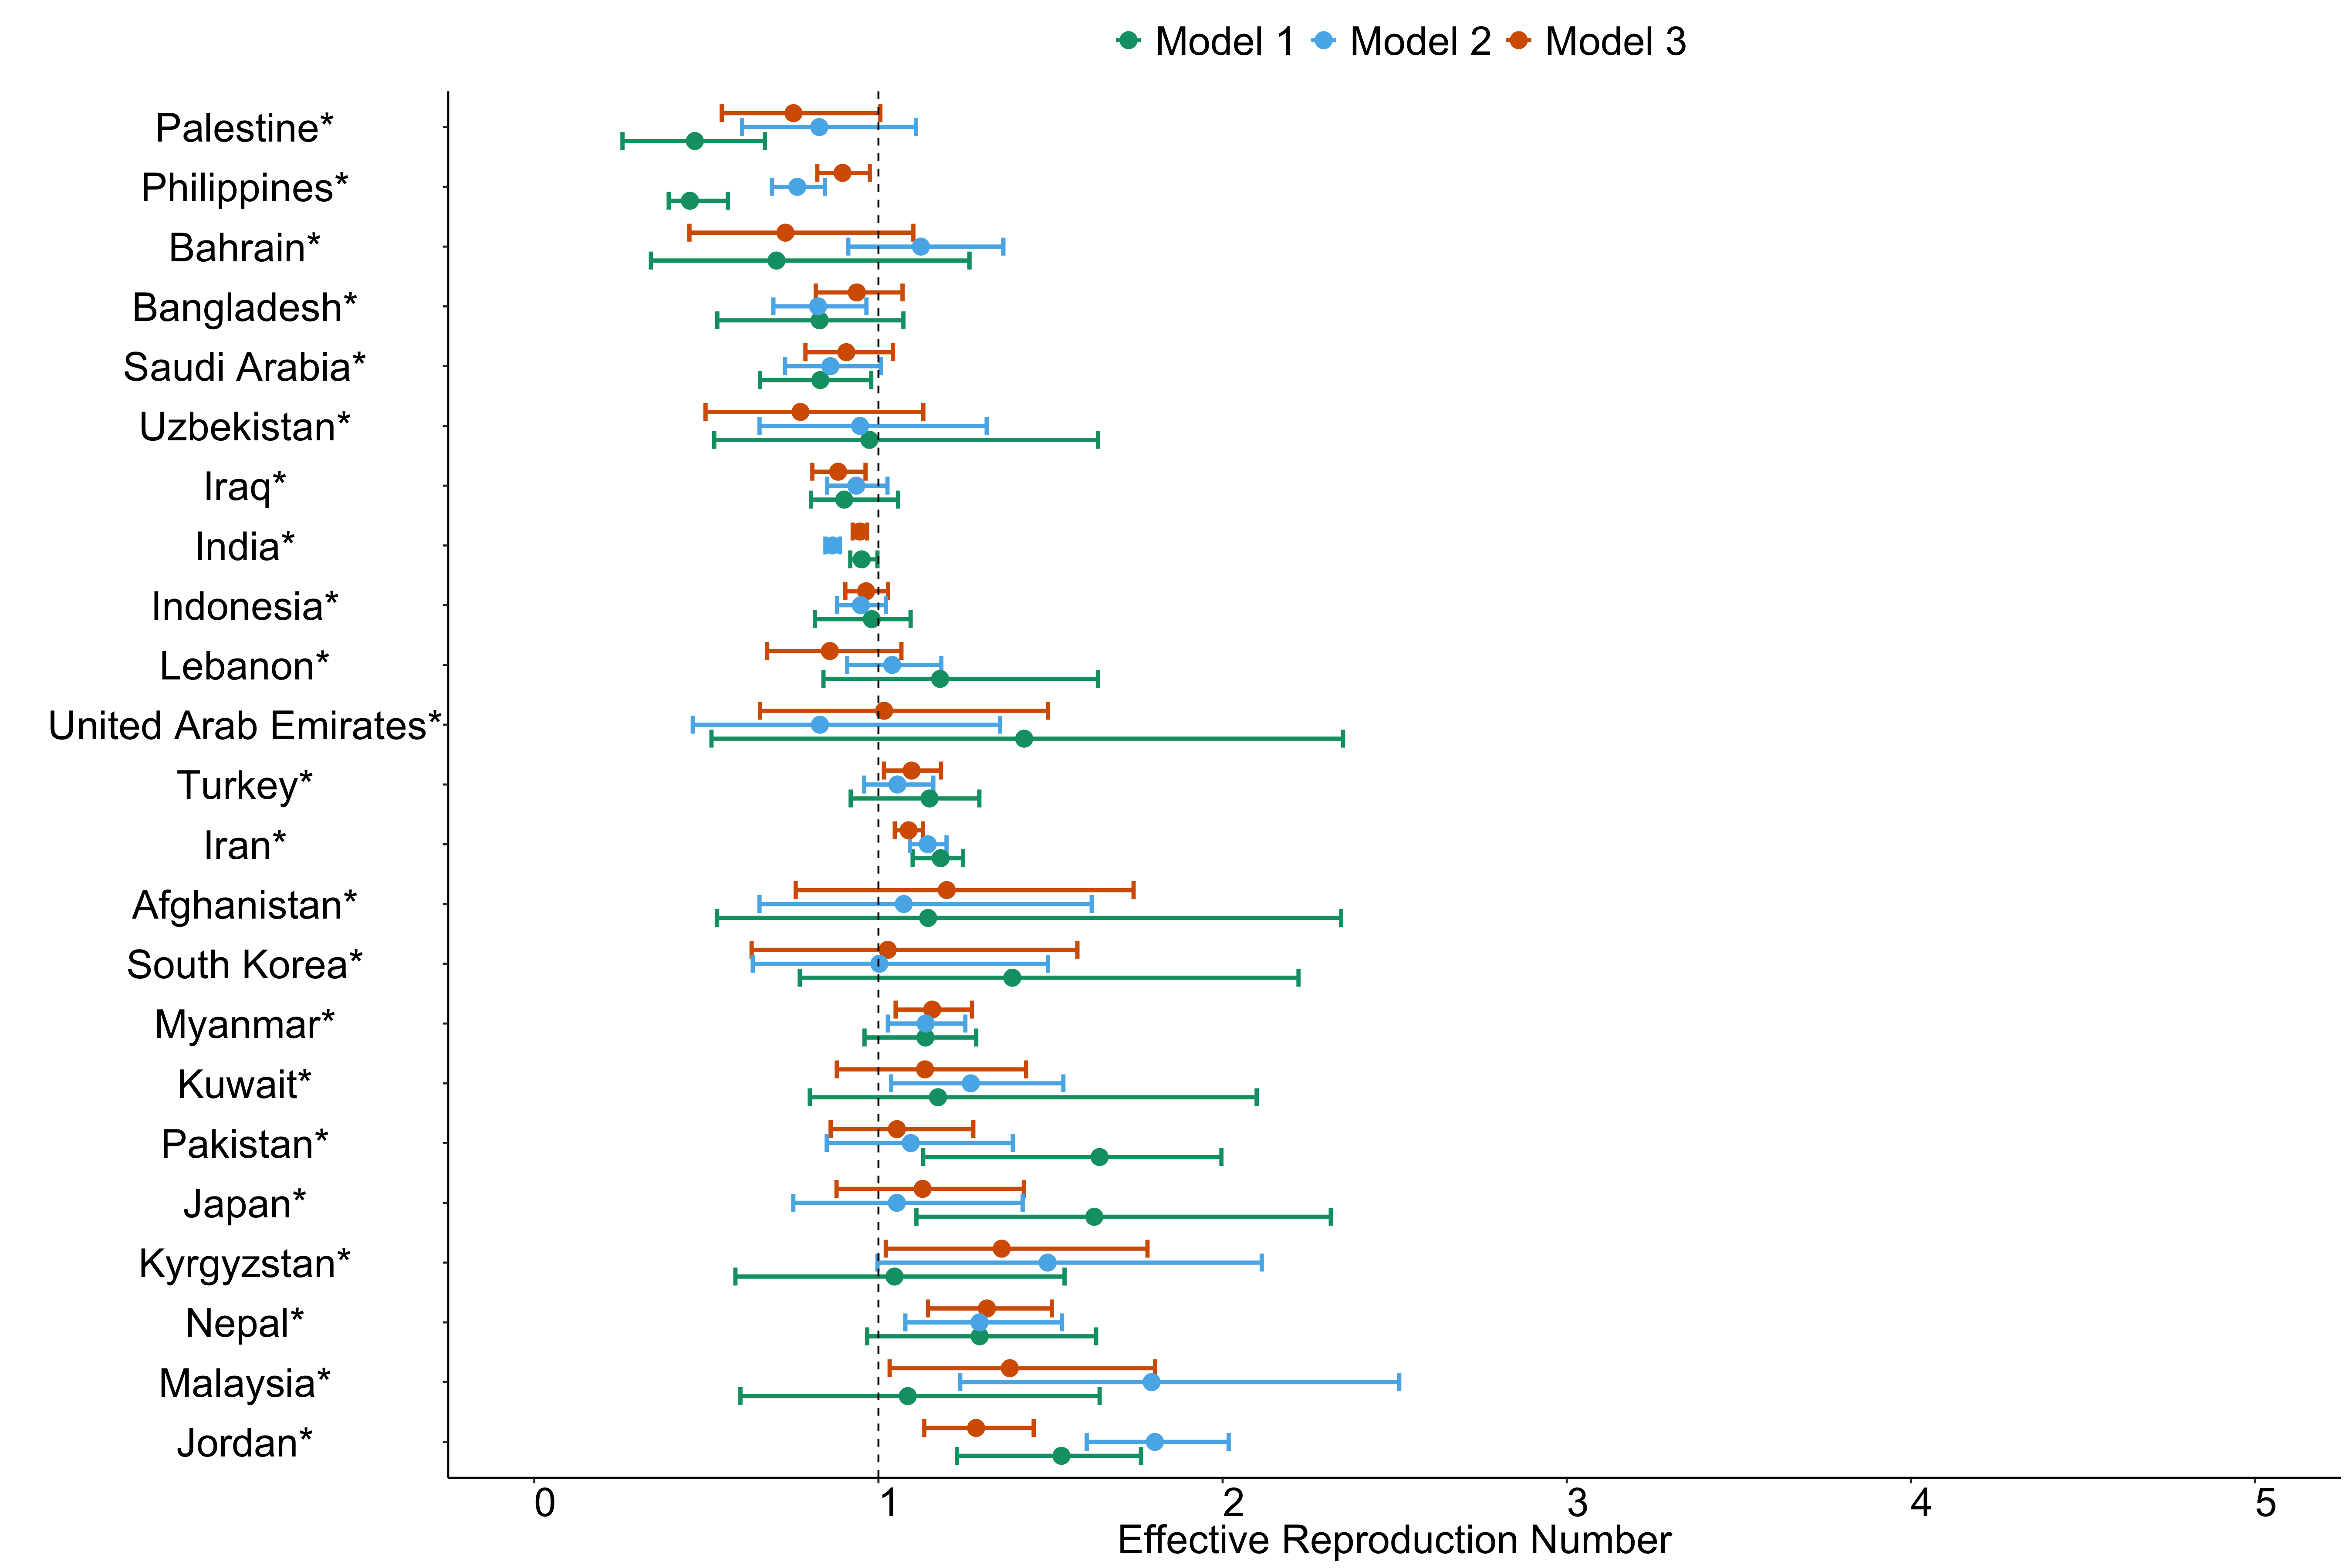 Model 1 Model 2 Model 3
Palestine*
Philippines*
Bahrain*
Bangladesh*
Saudi Arabia*
Uzbekistan*
Iraq*
India*
Indonesia*
Lebanon*
United Arab Emirates*
Turkey*
Iran*
Afghanistan*
South Korea*
Myanmar*
Kuwait*
Pakistan*
Japan*
Kyrgyzstan*
Nepal*
Malaysia*
Jordan*
0 1 2 3 4 5
Effective Reproduction Number